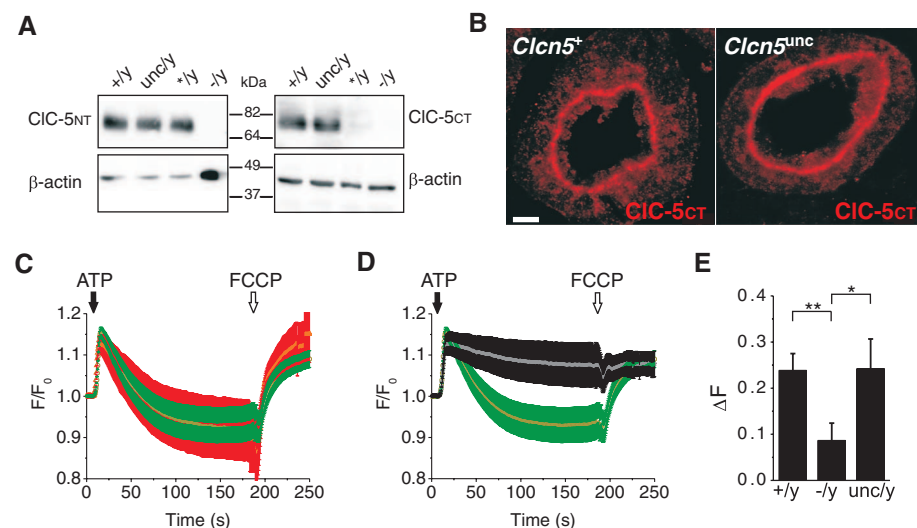 A
+/y unc/y */y -/y kDa +/y unc/y */y -/y
ClC-5NT
82
64
ClC-5CT
β-actin
49
37
β-actin
B
Clcn5+
ClC-5CT
Clcn5unc
ClC-5CT
C
ATP
FCCP
F/F0
1.2
1.1
1.0
0.9
0.8
0 50 100 150 200 250
Time (s)
D
ATP
FCCP
F/F0
1.2
1.1
1.0
0.9
0.8
0 50 100 150 200 250
Time (s)
E
** *
ΔF
0.4
0.3
0.2
0.1
0.0
+/y -/y unc/y